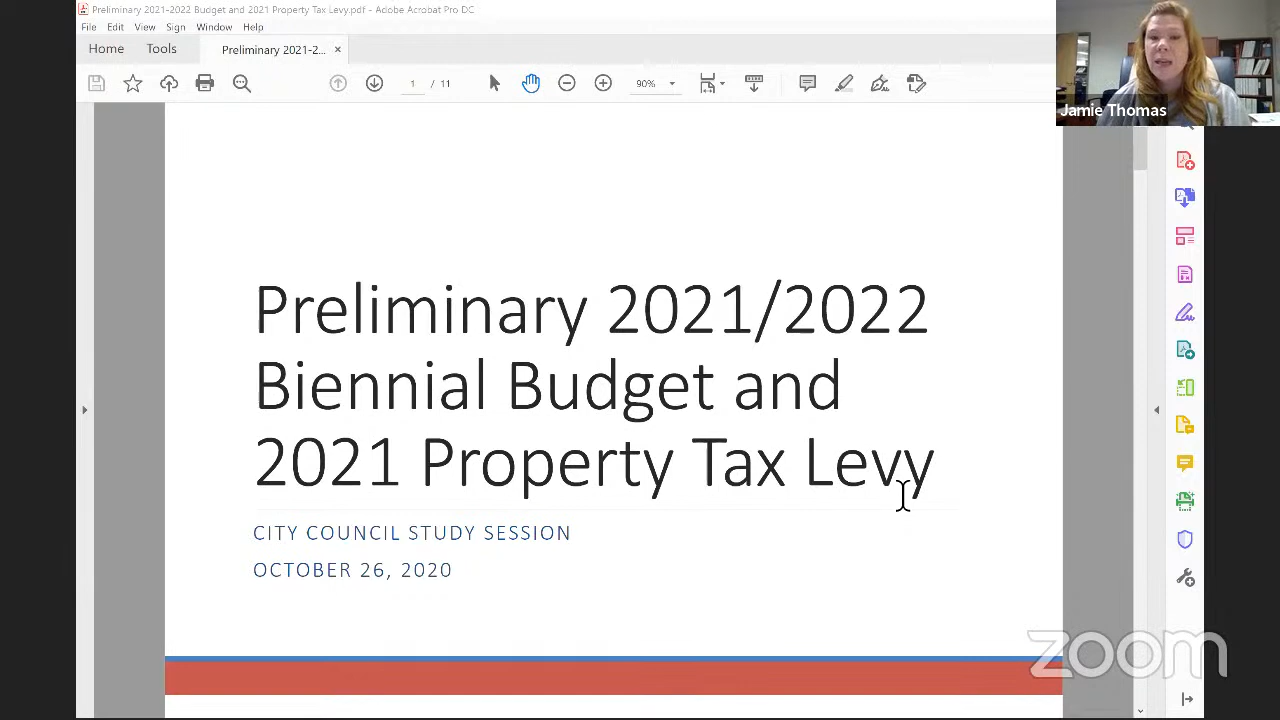 Preliminary 2021-2022 Budget and 2021 Property Tax Levy.pdf - Adobe Acrobat Pro DC
File Edit View Sign Window Help
Home Tools Preliminary 2021-2... ×
1 / 11 90%
Jamie Thomas
Preliminary 2021/2022
Biennial Budget and
2021 Property Tax Levy
CITY COUNCIL STUDY SESSION
OCTOBER 26, 2020
zoom